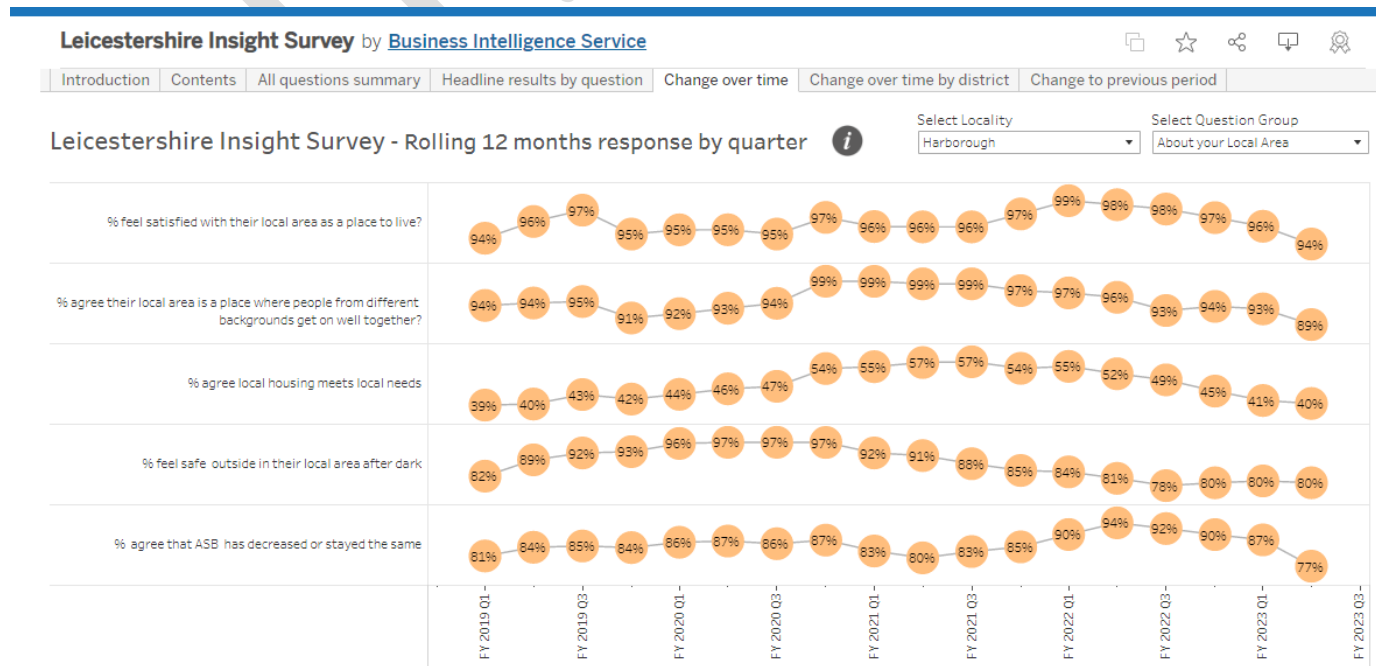 Leicestershire Insight Survey by Business Intelligence Service
Introduction Contents All questions summary Headline results by question Change over time Change over time by district Change to previous period
Leicestershire Insight Survey - Rolling 12 months response by quarter i
Select Locality
Harborough
Select Question Group
About your Local Area
% feel satisfied with their local area as a place to live?
94% 96% 97% 95% 95% 95% 95% 97% 96% 96% 96% 97% 99% 98% 98% 97% 96% 94%
% agree their local area is a place where people from different
backgrounds get on well together?
94% 94% 95% 91% 92% 93% 94% 99% 99% 99% 99% 97% 97% 96% 93% 94% 93% 89%
% agree local housing meets local needs
39% 40% 43% 42% 44% 46% 47% 54% 55% 57% 57% 54% 55% 52% 49% 45% 41% 40%
% feel safe outside in their local area after dark
82% 89% 92% 93% 96% 97% 97% 97% 92% 91% 88% 85% 84% 81% 78% 80% 80% 80%
% agree that ASB has decreased or stayed the same
81% 84% 85% 84% 86% 87% 86% 87% 83% 80% 83% 85% 90% 94% 92% 90% 87% 77%
FY 2019 Q1
FY 2019 Q3
FY 2020 Q1
FY 2020 Q3
FY 2021 Q1
FY 2021 Q3
FY 2022 Q1
FY 2022 Q3
FY 2023 Q1
FY 2023 Q3